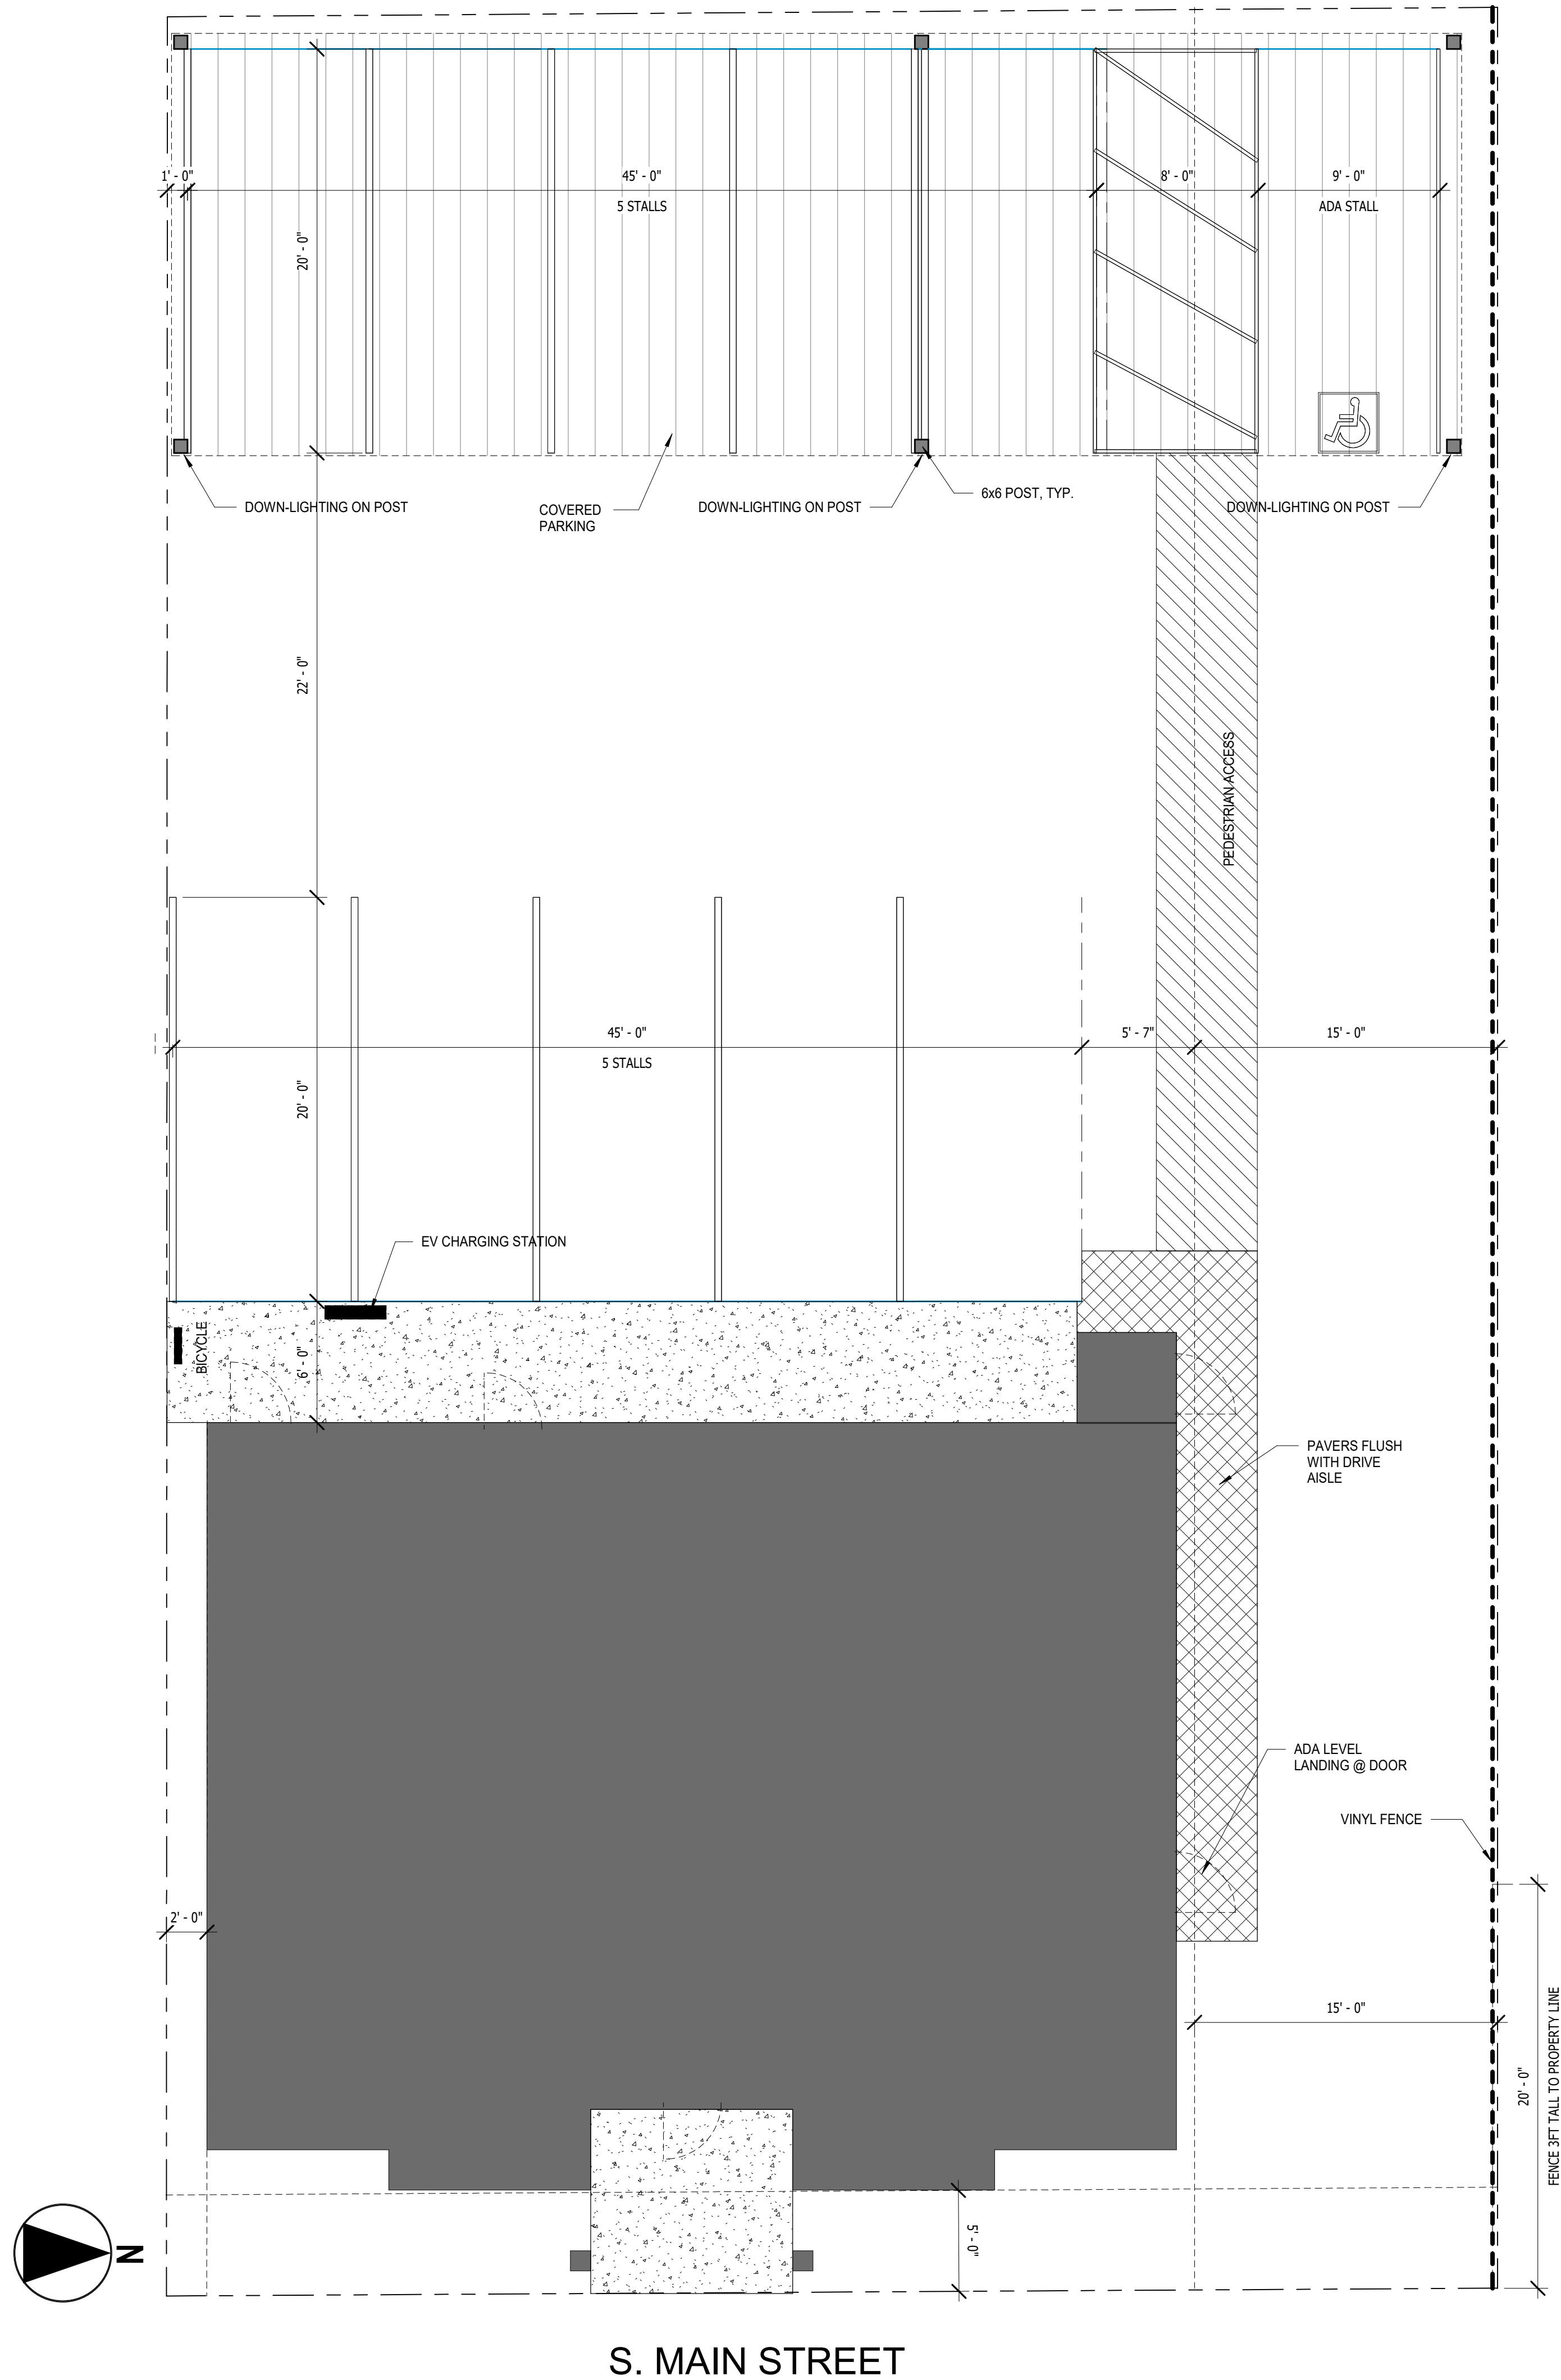 1' - 0"
45' - 0"
8' - 0"
9' - 0"
5 STALLS
ADA STALL
20' - 0"
6x6 POST, TYP.
DOWN-LIGHTING ON POST
COVERED
PARKING
DOWN-LIGHTING ON POST
DOWN-LIGHTING ON POST
22' - 0"
PEDESTRIAN ACCESS
45' - 0"
5' - 7"
15' - 0"
5 STALLS
20' - 0"
EV CHARGING STATION
BICYCLE
6' - 0"
PAVERS FLUSH
WITH DRIVE
AISLE
ADA LEVEL
LANDING @ DOOR
VINYL FENCE
2' - 0"
15' - 0"
20' - 0"
FENCE 3FT TALL TO PROPERTY LINE
5' - 0"
N
S. MAIN STREET